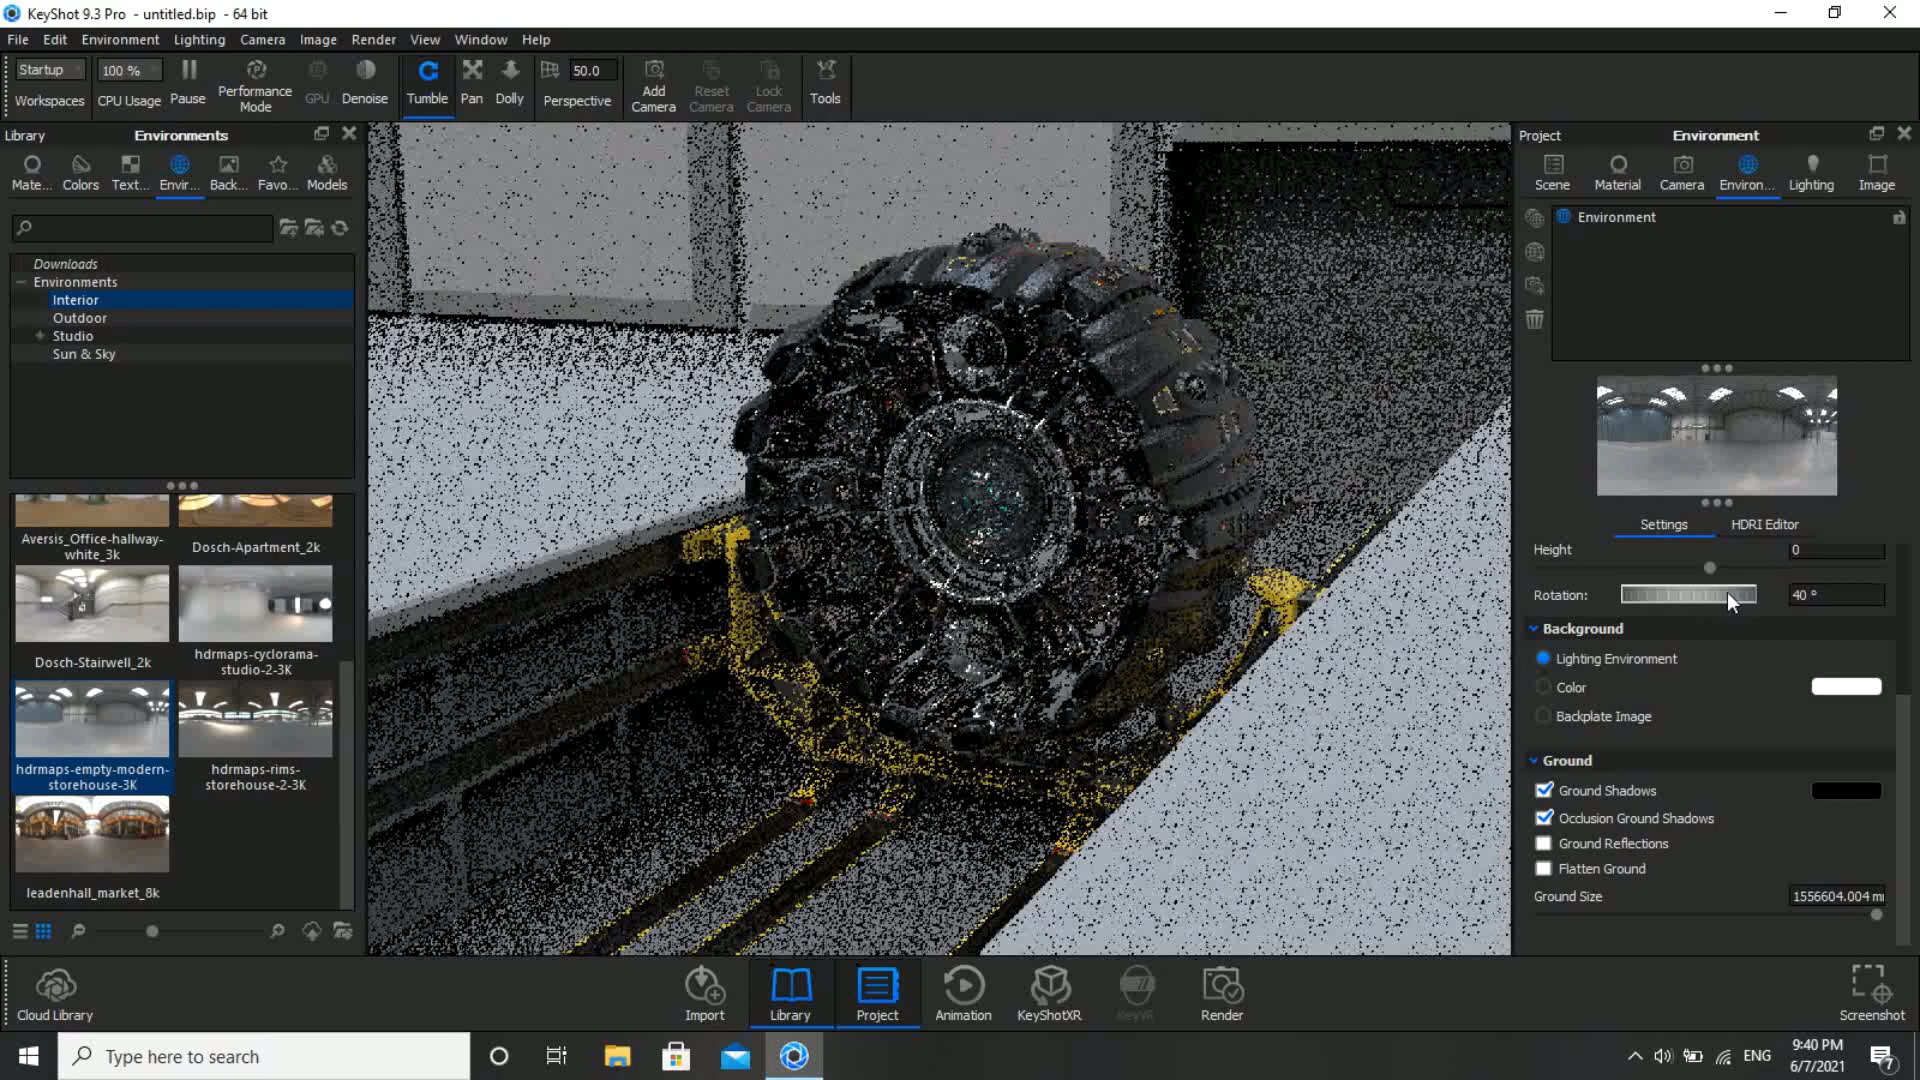 KeyShot 9.3 Pro - untitled.bip - 64 bit
File Edit Environment Lighting Camera Image Render View Window Help
Startup 100 % 50.0
Workspaces CPU Usage Pause Performance Mode GPU Denoise Tumble Pan Dolly Perspective Add Camera Reset Camera Lock Camera Tools
Library Environments
Mate... Colors Text... Envir... Back... Favo... Models
Downloads
Environments
Interior
Outdoor
Studio
Sun & Sky
Aversis_Office-hallway-white_3k
Dosch-Apartment_2k
Dosch-Stairwell_2k
hdrmaps-cyclorama-studio-2-3K
hdrmaps-empty-modern-storehouse-3K
hdrmaps-rims-storehouse-2-3K
leadenhall_market_8k
Project Environment
Scene Material Camera Environ... Lighting Image
Environment
Settings HDRI Editor
Height 0
Rotation: 40 °
Background
Lighting Environment
Color
Backplate Image
Ground
Ground Shadows
Occlusion Ground Shadows
Ground Reflections
Flatten Ground
Ground Size 1556604.004 m
Cloud Library Import Library Project Animation KeyShotXR KeyVR Render Screenshot
Type here to search
ENG
9:40 PM
6/7/2021
7